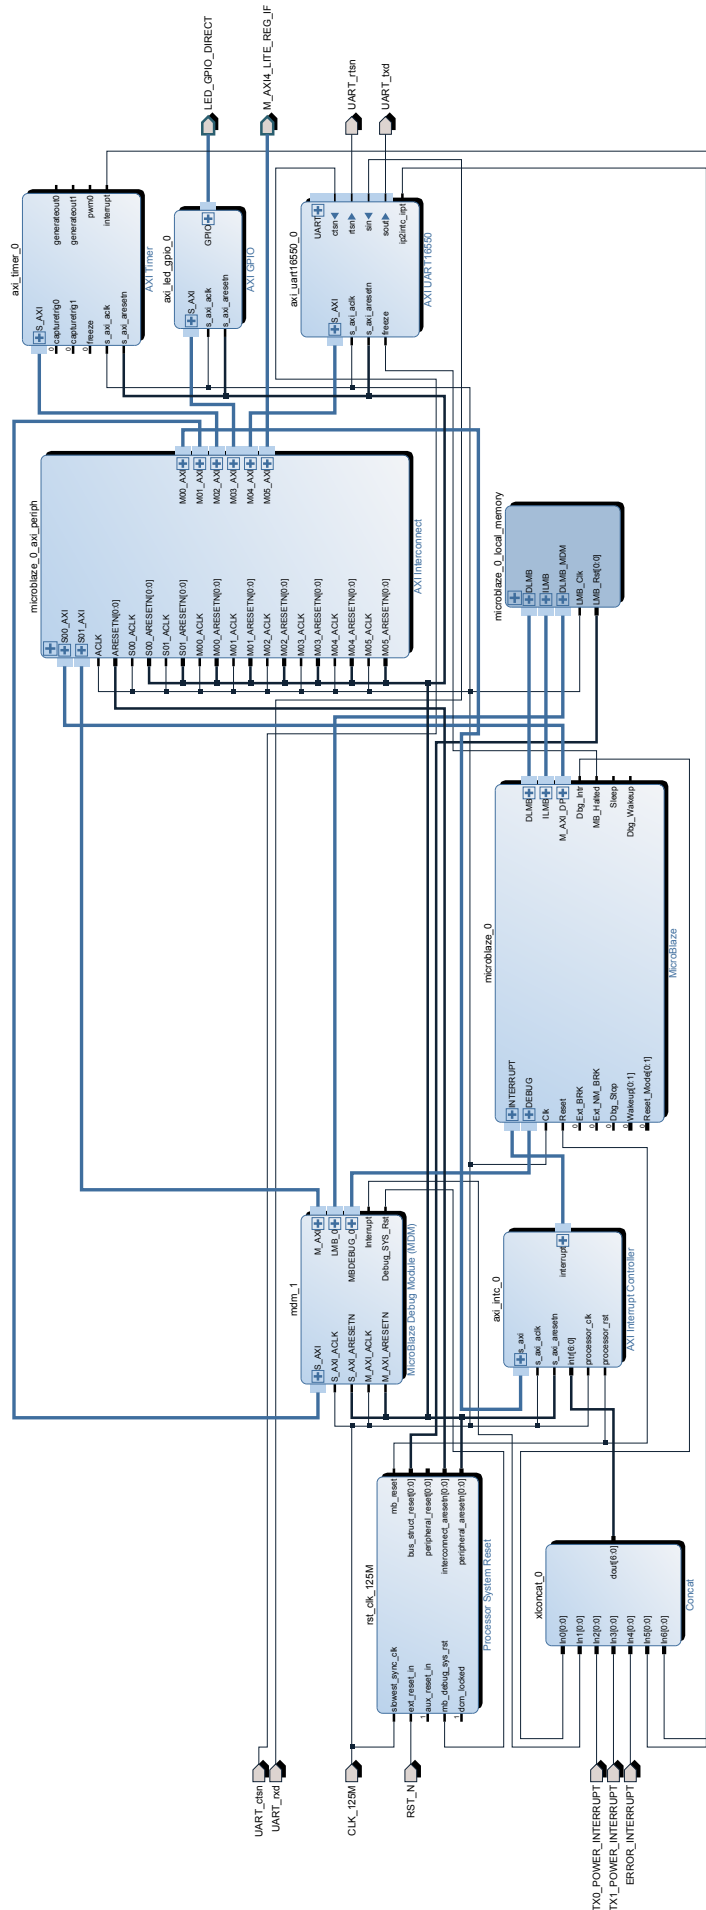 UART_ctsn
UART_rxd
CLK_125M
RST_N
TX0_POWER_INTERRUPT
TX1_POWER_INTERRUPT
ERROR_INTERRUPT
rst_clk_125M
slowest_sync_clk
ext_reset_in
aux_reset_in
mb_debug_sys_rst
dcm_locked
1
1
mb_reset
bus_struct_reset[0:0]
peripheral_reset[0:0]
interconnect_aresetn[0:0]
peripheral_aresetn[0:0]
Processor System Reset
xlconcat_0
In0[0:0]
In1[0:0]
In2[0:0]
In3[0:0]
In4[0:0]
In5[0:0]
In6[0:0]
dout[6:0]
Concat
mdm_1
S_AXI
S_AXI_ACLK
S_AXI_ARESETN
M_AXI_ACLK
M_AXI_ARESETN
M_AXI
LMB_0
MBDEBUG_0
Interrupt
Debug_SYS_Rst
MicroBlaze Debug Module (MDM)
axi_intc_0
s_axi
s_axi_aclk
s_axi_aresetn
intr[6:0]
processor_clk
processor_rst
interrupt
AXI Interrupt Controller
microblaze_0
INTERRUPT
DEBUG
Clk
Reset
0
Ext_BRK
0
Ext_NM_BRK
0
Dbg_Stop
0
Wakeup[0:1]
0
Reset_Mode[0:1]
DLMB
ILMB
M_AXI_DP
Dbg_Intr
MB_Halted
Sleep
Dbg_Wakeup
MicroBlaze
microblaze_0_axi_periph
S00_AXI
S01_AXI
ACLK
ARESETN[0:0]
S00_ACLK
S00_ARESETN[0:0]
S01_ACLK
S01_ARESETN[0:0]
M00_ACLK
M00_ARESETN[0:0]
M01_ACLK
M01_ARESETN[0:0]
M02_ACLK
M02_ARESETN[0:0]
M03_ACLK
M03_ARESETN[0:0]
M04_ACLK
M04_ARESETN[0:0]
M05_ACLK
M05_ARESETN[0:0]
M00_AXI
M01_AXI
M02_AXI
M03_AXI
M04_AXI
M05_AXI
AXI Interconnect
microblaze_0_local_memory
DLMB
ILMB
DLMB_MDM
LMB_Clk
LMB_Rst[0:0]
axi_timer_0
S_AXI
0
capturetrig0
0
capturetrig1
0
freeze
s_axi_aclk
s_axi_aresetn
generateout0
generateout1
pwm0
interrupt
AXI Timer
axi_led_gpio_0
S_AXI
s_axi_aclk
s_axi_aresetn
GPIO
AXI GPIO
axi_uart16550_0
S_AXI
s_axi_aclk
s_axi_aresetn
freeze
UART
ctsn
rtsn
sin
sout
ip2intc_irpt
AXI UART16550
LED_GPIO_DIRECT
M_AXI4_LITE_REG_IF
UART_rtsn
UART_txd